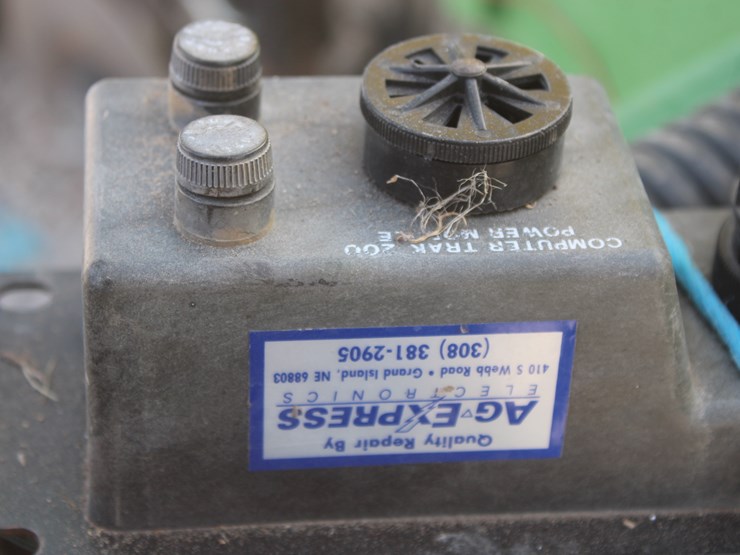 COMPUTER TRAK 200
POWER
Quality Repair By
AG EXPRESS
ELECTRONICS
410 S Webb Road • Grand Island, NE 68803
(308) 381-2905